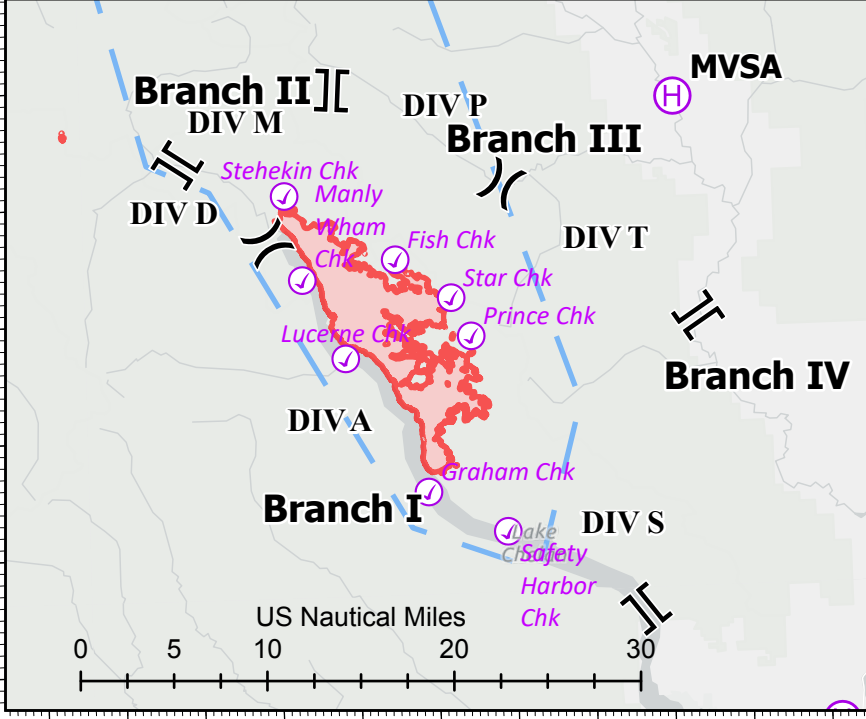 MVSA
H
Branch II
DIV P
DIV M
Branch III
Stehekin Chk
Manly
Wham
Chk
DIV D
Fish Chk
DIV T
Star Chk
Prince Chk
Lucerne Chk
Branch IV
DIV A
Graham Chk
Branch I
DIV S
Lake
Safety
Harbor
Chk
US Nautical Miles
0 5 10 20 30